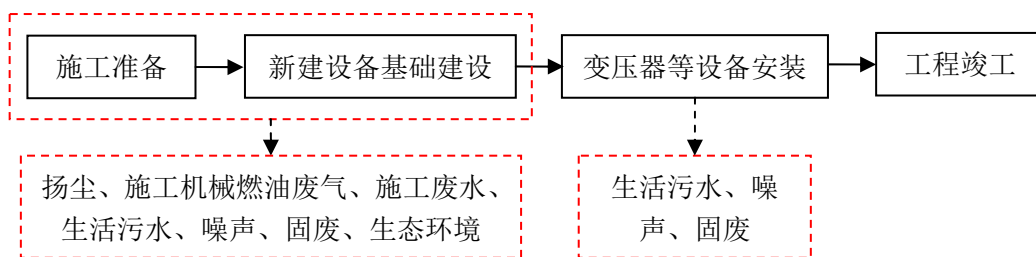 施工准备
新建设备基础建设
变压器等设备安装
工程竣工
扬尘、施工机械燃油废气、施工废水、
生活污水、噪声、固废、生态环境
生活污水、噪
声、固废